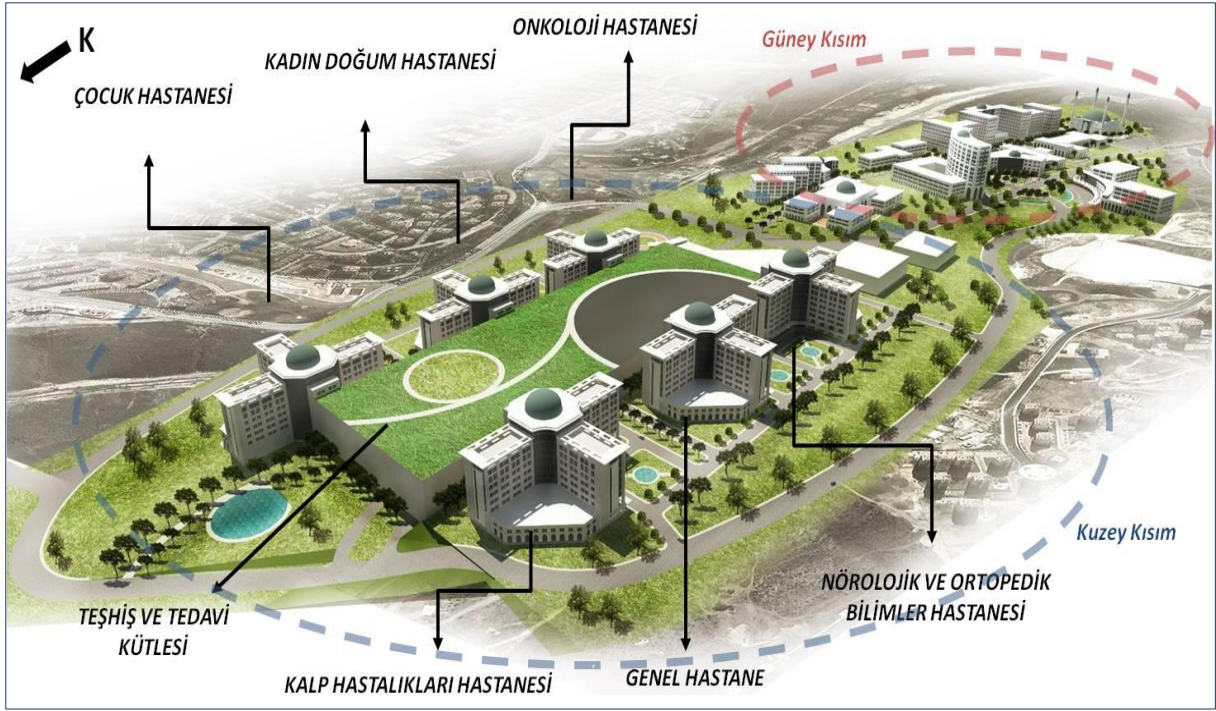 K
ONKOLOJİ HASTANESİ
Güney Kısım
KADIN DOĞUM HASTANESİ
ÇOCUK HASTANESİ
Kuzey Kısım
NÖROLOJİK VE ORTOPEDİK
BİLİMLER HASTANESİ
TEŞHİS VE TEDAVİ
KÜTLESİ
KALP HASTALIKLARI HASTANESİ
GENEL HASTANE